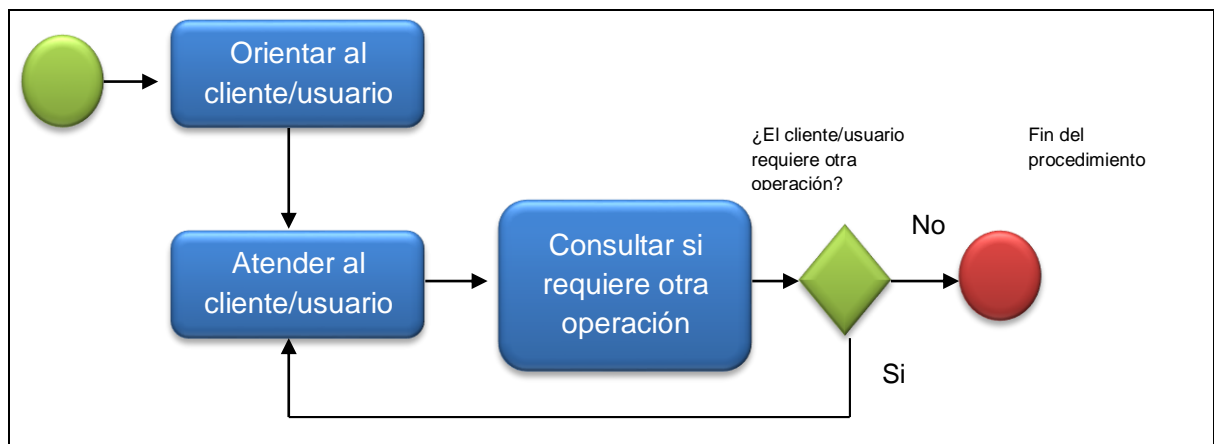 Orientar al
cliente/usuario
¿El cliente/usuario
requiere otra
operación?
Fin del
procedimiento
Atender al
cliente/usuario
Consultar si
requiere otra
operación
No
Si